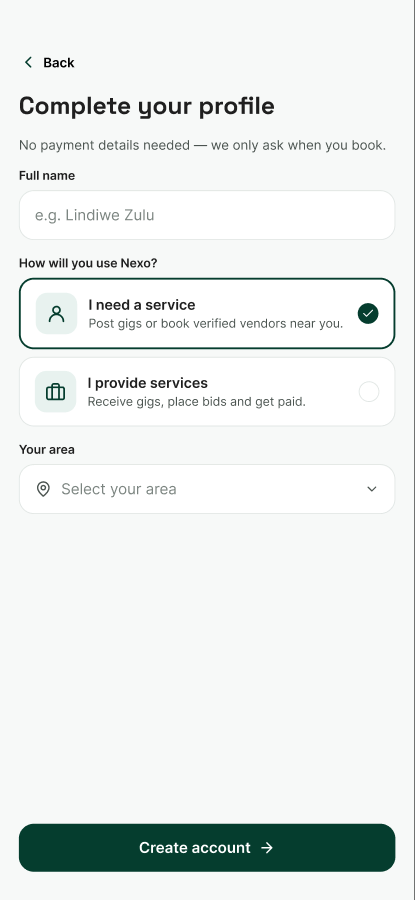 Back
Complete your profile
No payment details needed — we only ask when you book.
Full name
e.g. Lindiwe Zulu
How will you use Nexo?
I need a service
Post gigs or book verified vendors near you.
I provide services
Receive gigs, place bids and get paid.
Your area
Select your area
Create account →